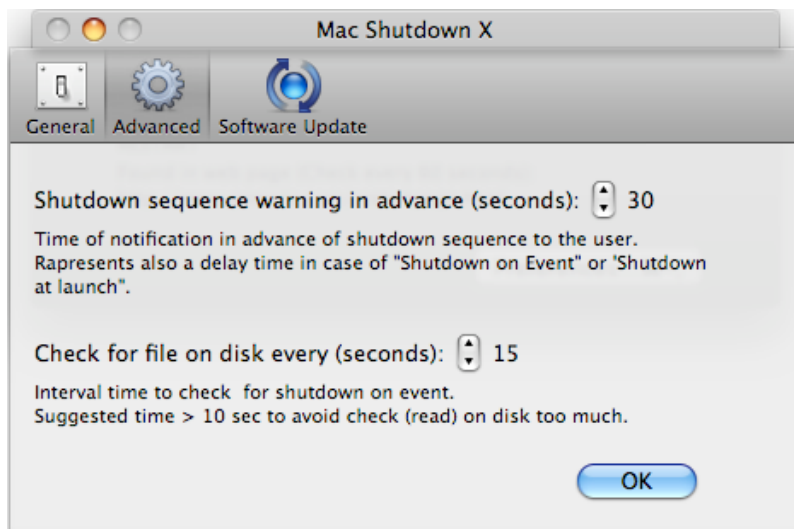 Mac Shutdown X
General Advanced Software Update
Shutdown sequence warning in advance (seconds): 30
Time of notification in advance of shutdown sequence to the user.
Rapresents also a delay time in case of "Shutdown on Event" or 'Shutdown
at launch".
Check for file on disk every (seconds): 15
Interval time to check  for shutdown on event.
Suggested time > 10 sec to avoid check (read) on disk too much.
OK